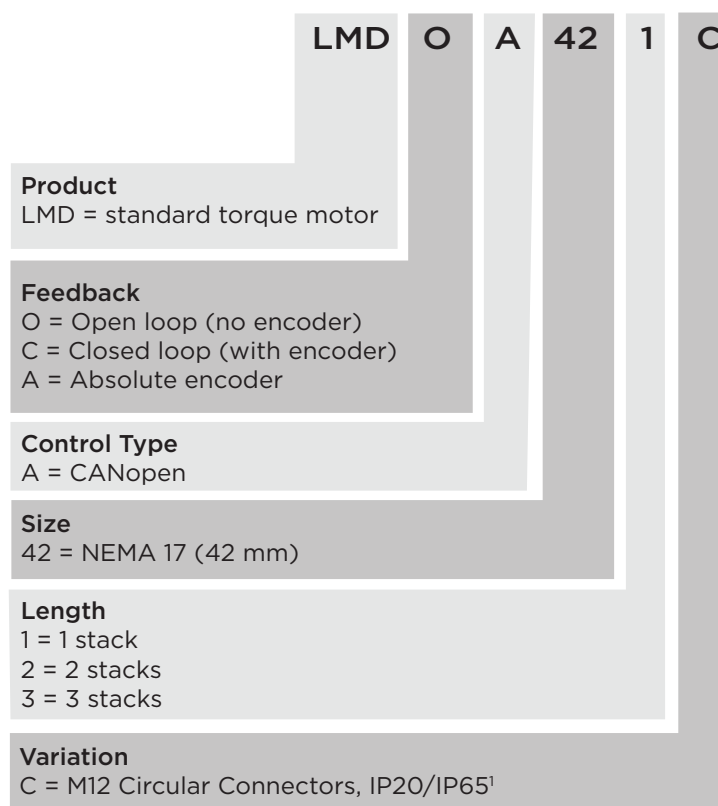 LMD O A 42 1 C
Product
LMD = standard torque motor
Feedback
O = Open loop (no encoder)
C = Closed loop (with encoder)
A = Absolute encoder
Control Type
A = CANopen
Size
42 = NEMA 17 (42 mm)
Length
1 = 1 stack
2 = 2 stacks
3 = 3 stacks
Variation
C = M12 Circular Connectors, IP20/IP65¹